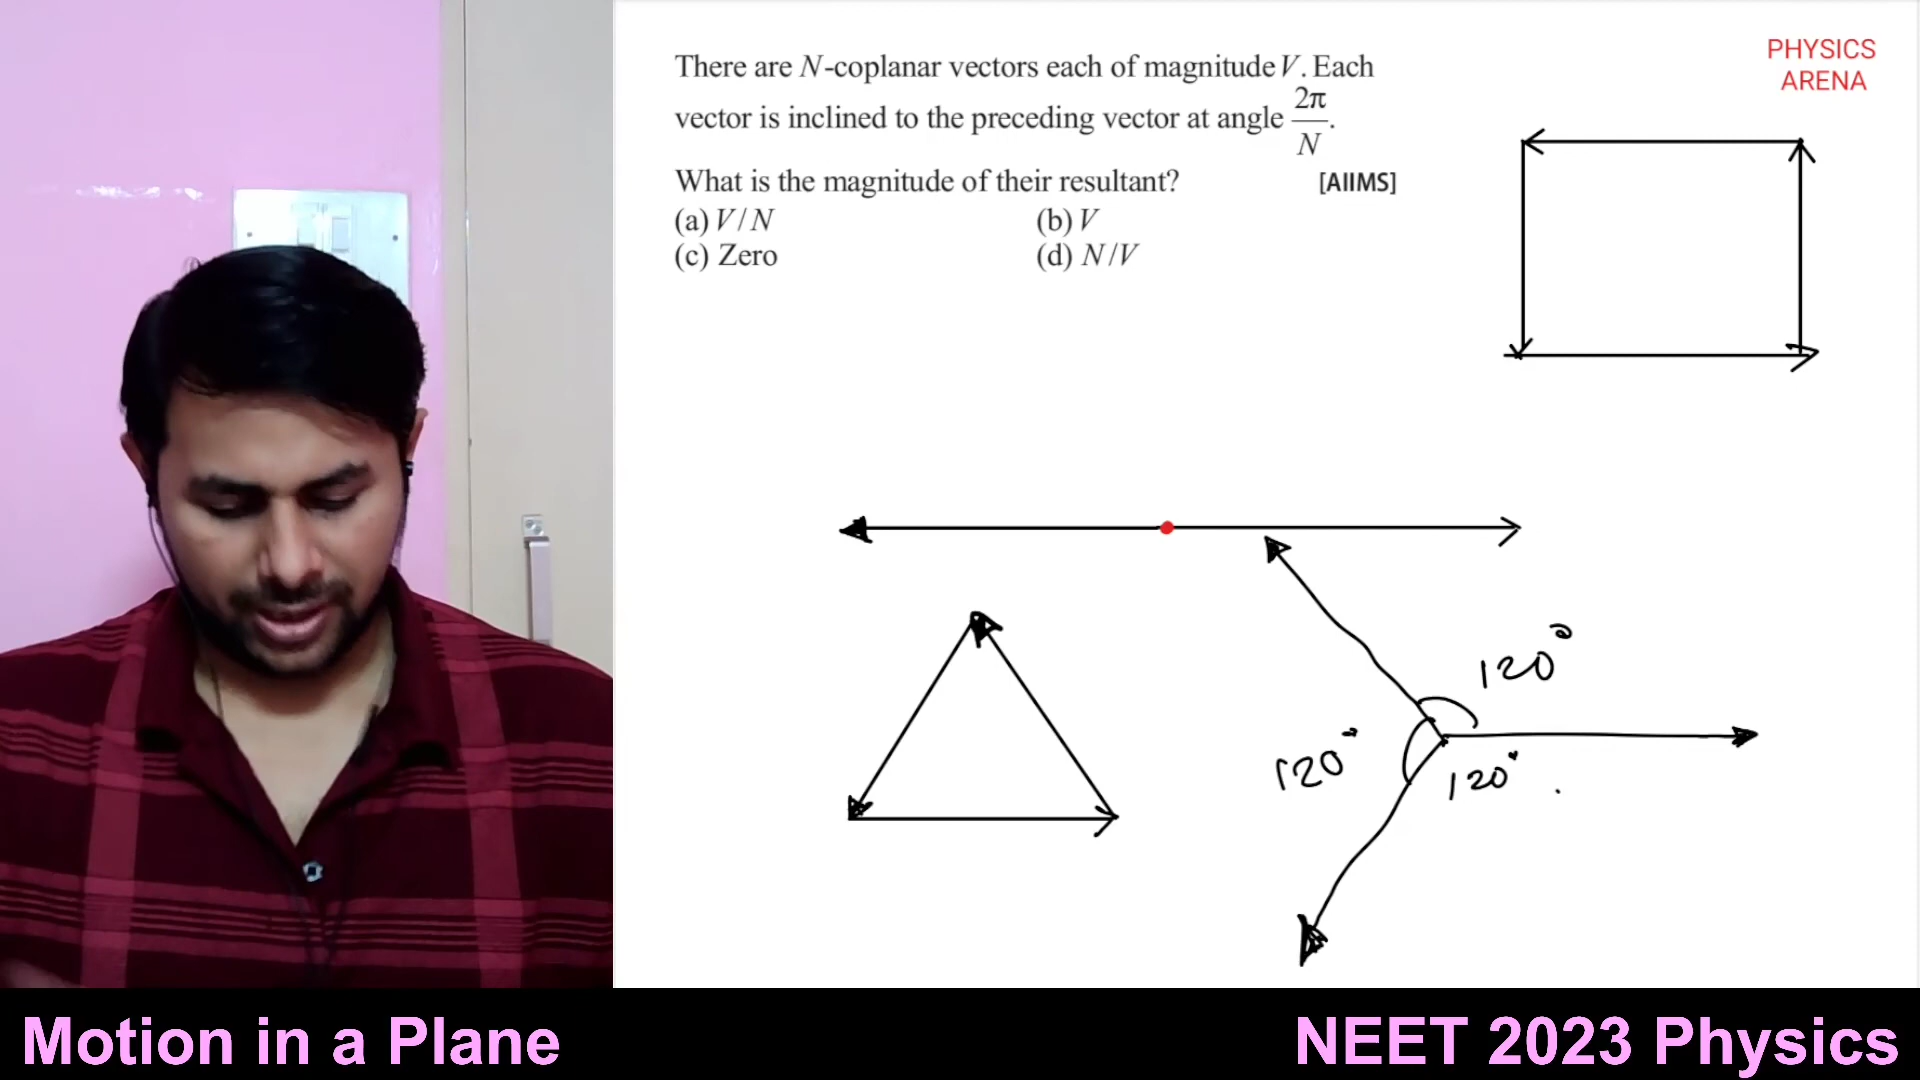 There are N-coplanar vectors each of magnitude V. Each
vector is inclined to the preceding vector at angle 2π/N.
What is the magnitude of their resultant? [AIIMS]
(a) V/N (b) V
(c) Zero (d) N/V
PHYSICS
ARENA
120°
120°
120°
Motion in a Plane
NEET 2023 Physics